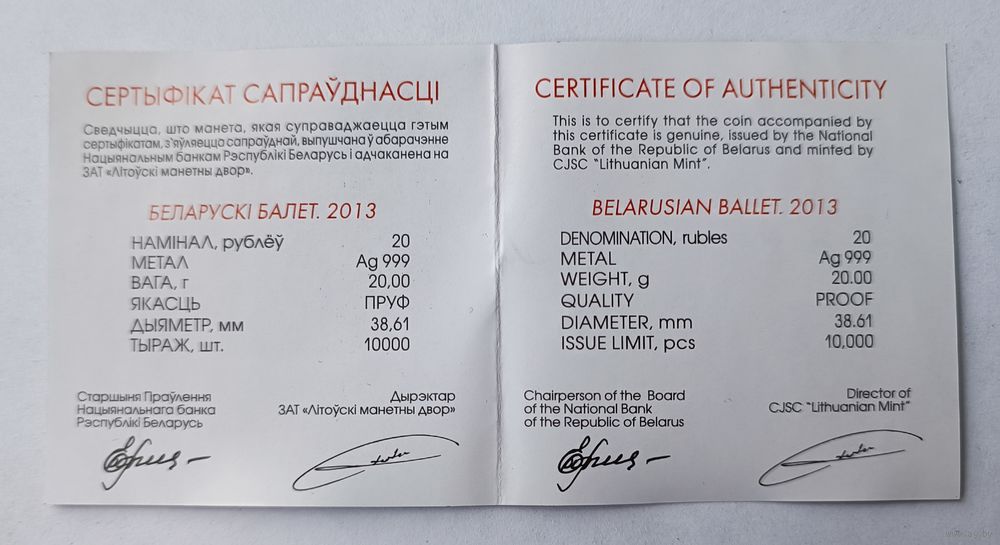 СЕРТЫФІКАТ САПРАЎДНАСЦІ
Сведчыцца, што манета, якая суправаджаецца гэтым
сертыфікатам, з'яўляецца сапраўднай, выпушчана ў абарачэнне
Нацыянальным банкам Рэспублікі Беларусь і адчаканена на
ЗАТ «Літоўскі манетны двор».
БЕЛАРУСКІ БАЛЕТ. 2013
НАМІНАЛ, рублёў 20
МЕТАЛ Ag 999
ВАГА, г 20,00
ЯКАСЦЬ ПРУФ
ДЫЯМЕТР, мм 38,61
ТЫРАЖ, шт. 10000
Старшыня Праўлення
Нацыянальнага банка
Рэспублікі Беларусь
Дырэктар
ЗАТ «Літоўскі манетны двор»
CERTIFICATE OF AUTHENTICITY
This is to certify that the coin accompanied by
this certificate is genuine, issued by the National
Bank of the Republic of Belarus and minted by
CJSC "Lithuanian Mint".
BELARUSIAN BALLET. 2013
DENOMINATION, rubles 20
METAL Ag 999
WEIGHT, g 20.00
QUALITY PROOF
DIAMETER, mm 38.61
ISSUE LIMIT, pcs 10,000
Chairperson of the Board
of the National Bank
of the Republic of Belarus
Director of
CJSC "Lithuanian Mint"